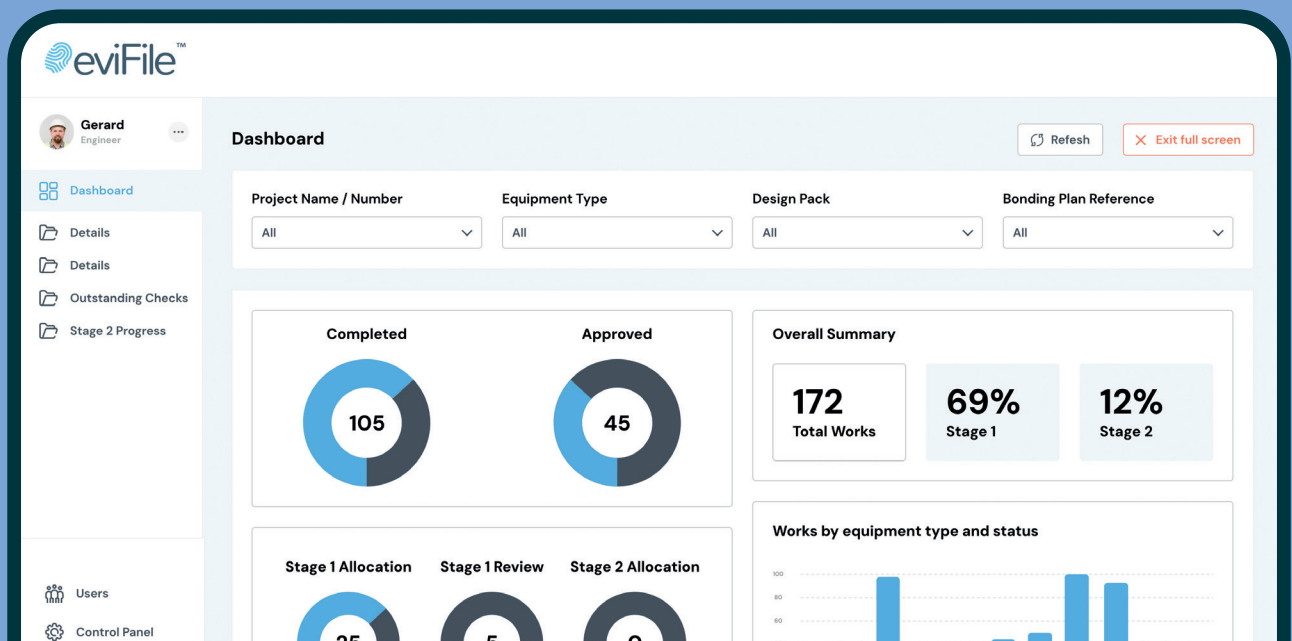 eviFile™
Gerard
Engineer
Dashboard
Details
Details
Outstanding Checks
Stage 2 Progress
Users
Control Panel
Dashboard
Refesh
Exit full screen
Project Name / Number
All
Equipment Type
All
Design Pack
All
Bonding Plan Reference
All
Completed
105
Approved
45
Overall Summary
172
Total Works
69%
Stage 1
12%
Stage 2
Stage 1 Allocation
Stage 1 Review
Stage 2 Allocation
Works by equipment type and status
100
80
60